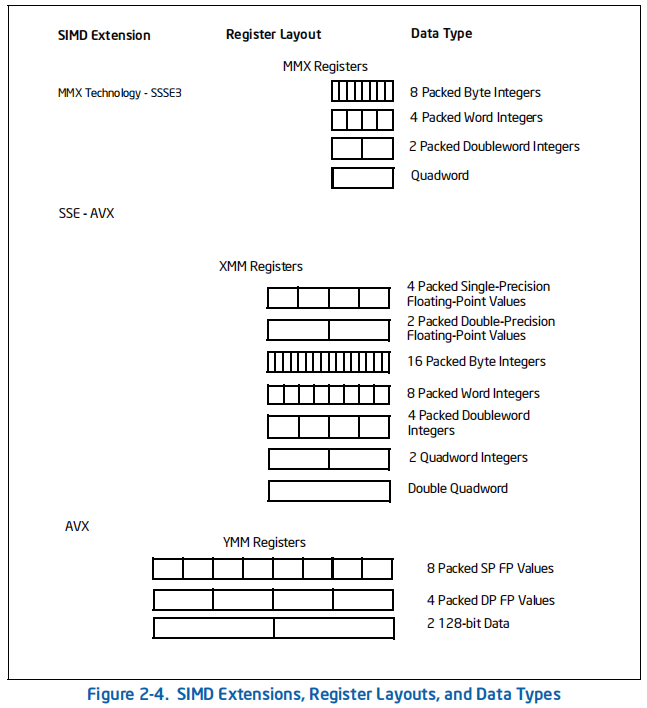 SIMD Extension Register Layout Data Type
MMX Registers
MMX Technology - SSSE3
8 Packed Byte Integers
4 Packed Word Integers
2 Packed Doubleword Integers
Quadword
SSE - AVX
XMM Registers
4 Packed Single-Precision
Floating-Point Values
2 Packed Double-Precision
Floating-Point Values
16 Packed Byte Integers
8 Packed Word Integers
4 Packed Doubleword
Integers
2 Quadword Integers
Double Quadword
AVX
YMM Registers
8 Packed SP FP Values
4 Packed DP FP Values
2 128-bit Data
Figure 2-4. SIMD Extensions, Register Layouts, and Data Types